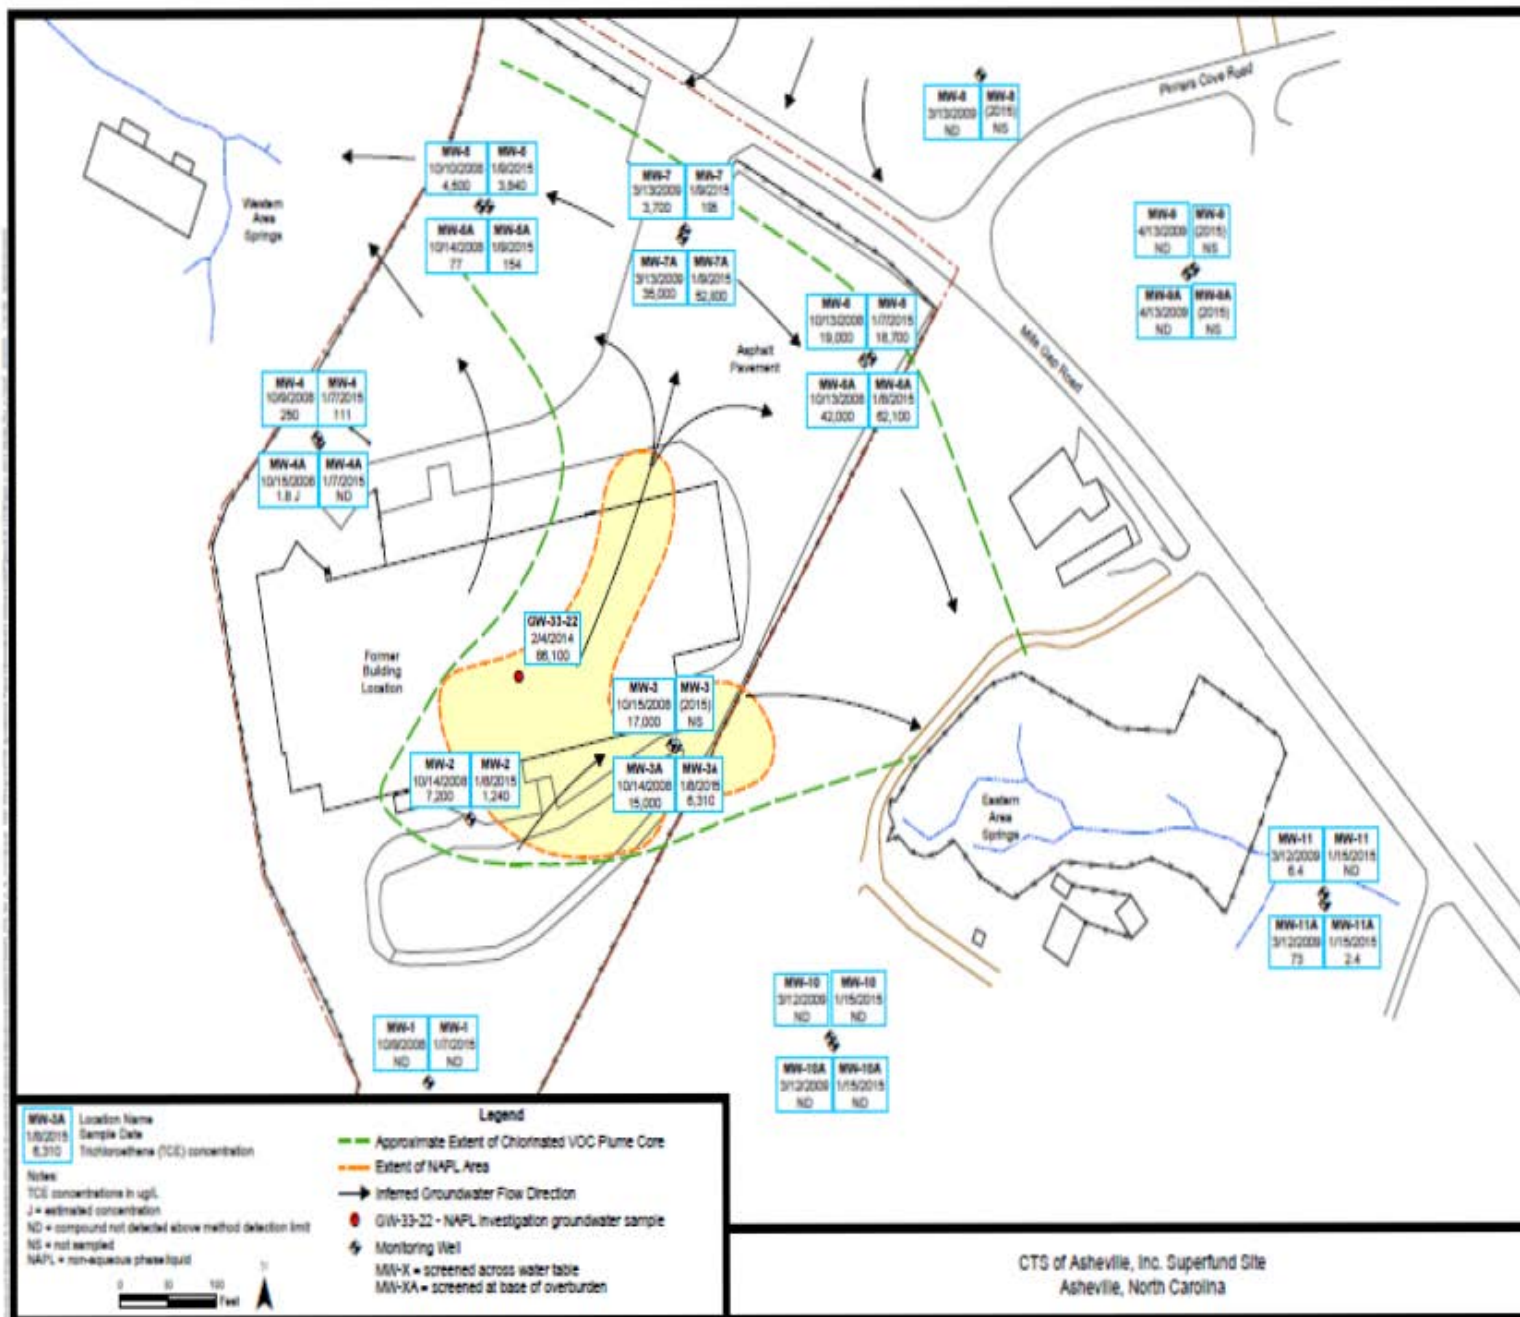 Pinners Cove Road
MW-8 MW-8
3/13/2009 (2015)
ND NS
MW-5 MW-5
10/10/2008 1/9/2015
4,500 3,940
MW-5A MW-5A
10/14/2008 1/9/2015
77 154
MW-7 MW-7
3/13/2009 1/9/2015
3,700
MW-7A MW-7A
3/13/2009 1/9/2015
35,000
Western
Area
Springs
MW-9 MW-9
4/13/2009 (2015)
ND NS
MW-9A MW-9A
4/13/2009 (2015)
ND NS
MW-6 MW-6
10/13/2008 1/7/2015
19,000 18,700
Asphalt
Pavement
Mills Gap Road
MW-6A MW-6A
10/13/2008 1/8/2015
42,000 62,100
MW-4 MW-4
10/9/2008 1/7/2015
111
MW-4A MW-4A
10/15/2008 1/7/2015
1.8 J ND
GW-33-22
2/4/2014
Former
Building
Location
MW-3 MW-3
10/15/2008 (2015)
17,000 NS
MW-3A MW-3A
10/14/2008 1/8/2015
15,000 6,310
MW-2 MW-2
10/14/2008 1/8/2015
7,200 1,240
Eastern
Area
Springs
MW-11 MW-11
3/12/2009 1/15/2015
ND
MW-11A MW-11A
3/12/2009 1/15/2015
73 2.4
MW-10 MW-10
3/12/2009 1/15/2015
ND ND
MW-10A MW-10A
3/12/2009 1/15/2015
ND ND
MW-1 MW-1
10/9/2008 1/7/2015
ND ND
MW-3A Location Name
1/8/2015 Sample Date
6,310 Trichloroethene (TCE) concentration
Notes:
TCE concentrations in ug/L
J = estimated concentration
ND = compound not detected above method detection limit
NS = not sampled
NAPL = non-aqueous phase liquid
0 50 100
Feet
N
Legend
Approximate Extent of Chlorinated VOC Plume Core
Extent of NAPL Area
Inferred Groundwater Flow Direction
GW-33-22 - NAPL Investigation groundwater sample
Monitoring Well
MW-X = screened across water table
MW-XA = screened at base of overburden
CTS of Asheville, Inc. Superfund Site
Asheville, North Carolina